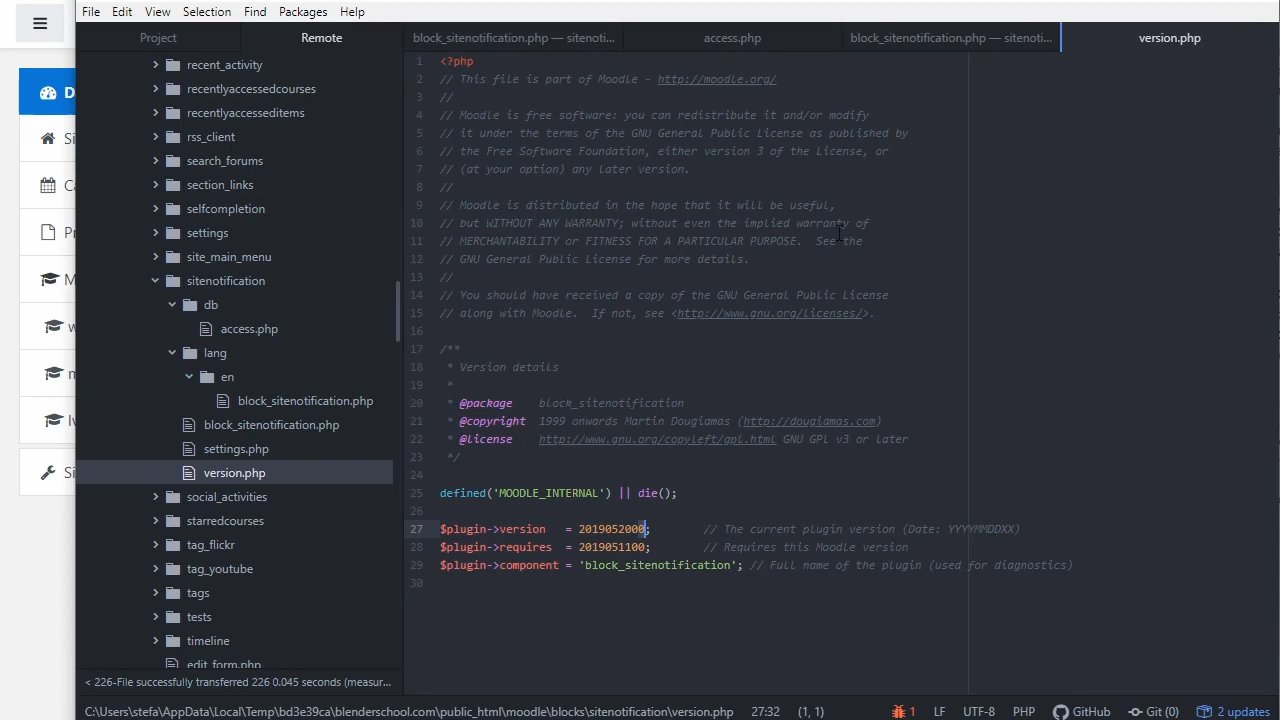 File Edit View Selection Find Packages Help
Project Remote
block_sitenotification.php — sitenoti... access.php block_sitenotification.php — sitenoti... version.php
recent_activity
recentlyaccessedcourses
recentlyaccesseditems
rss_client
search_forums
section_links
selfcompletion
settings
site_main_menu
sitenotification
db
access.php
lang
en
block_sitenotification.php
block_sitenotification.php
settings.php
version.php
social_activities
starredcourses
tag_flickr
tag_youtube
tags
tests
timeline
edit_form.php
< 226-File successfully transferred 226 0.045 seconds (measur...
1 <?php
2 // This file is part of Moodle - http://moodle.org/
3 //
4 // Moodle is free software: you can redistribute it and/or modify
5 // it under the terms of the GNU General Public License as published by
6 // the Free Software Foundation, either version 3 of the License, or
7 // (at your option) any later version.
8 //
9 // Moodle is distributed in the hope that it will be useful,
10 // but WITHOUT ANY WARRANTY; without even the implied warranty of
11 // MERCHANTABILITY or FITNESS FOR A PARTICULAR PURPOSE.  See the
12 // GNU General Public License for more details.
13 //
14 // You should have received a copy of the GNU General Public License
15 // along with Moodle.  If not, see <http://www.gnu.org/licenses/>.
16
17 /**
18 * Version details
19 *
20 * @package    block_sitenotification
21 * @copyright  1999 onwards Martin Dougiamas (http://dougiamas.com)
22 * @license    http://www.gnu.org/copyleft/gpl.html GNU GPL v3 or later
23 */
24
25 defined('MOODLE_INTERNAL') || die();
26
27 $plugin->version   = 2019052000;        // The current plugin version (Date: YYYYMMDDXX)
28 $plugin->requires  = 2019051100;        // Requires this Moodle version
29 $plugin->component = 'block_sitenotification'; // Full name of the plugin (used for diagnostics)
30
C:\Users\stefa\AppData\Local\Temp\bd3e39ca\blenderschool.com\public_html\moodle\blocks\sitenotification\version.php 27:32 (1, 1) 1 LF UTF-8 PHP GitHub Git (0) 2 updates